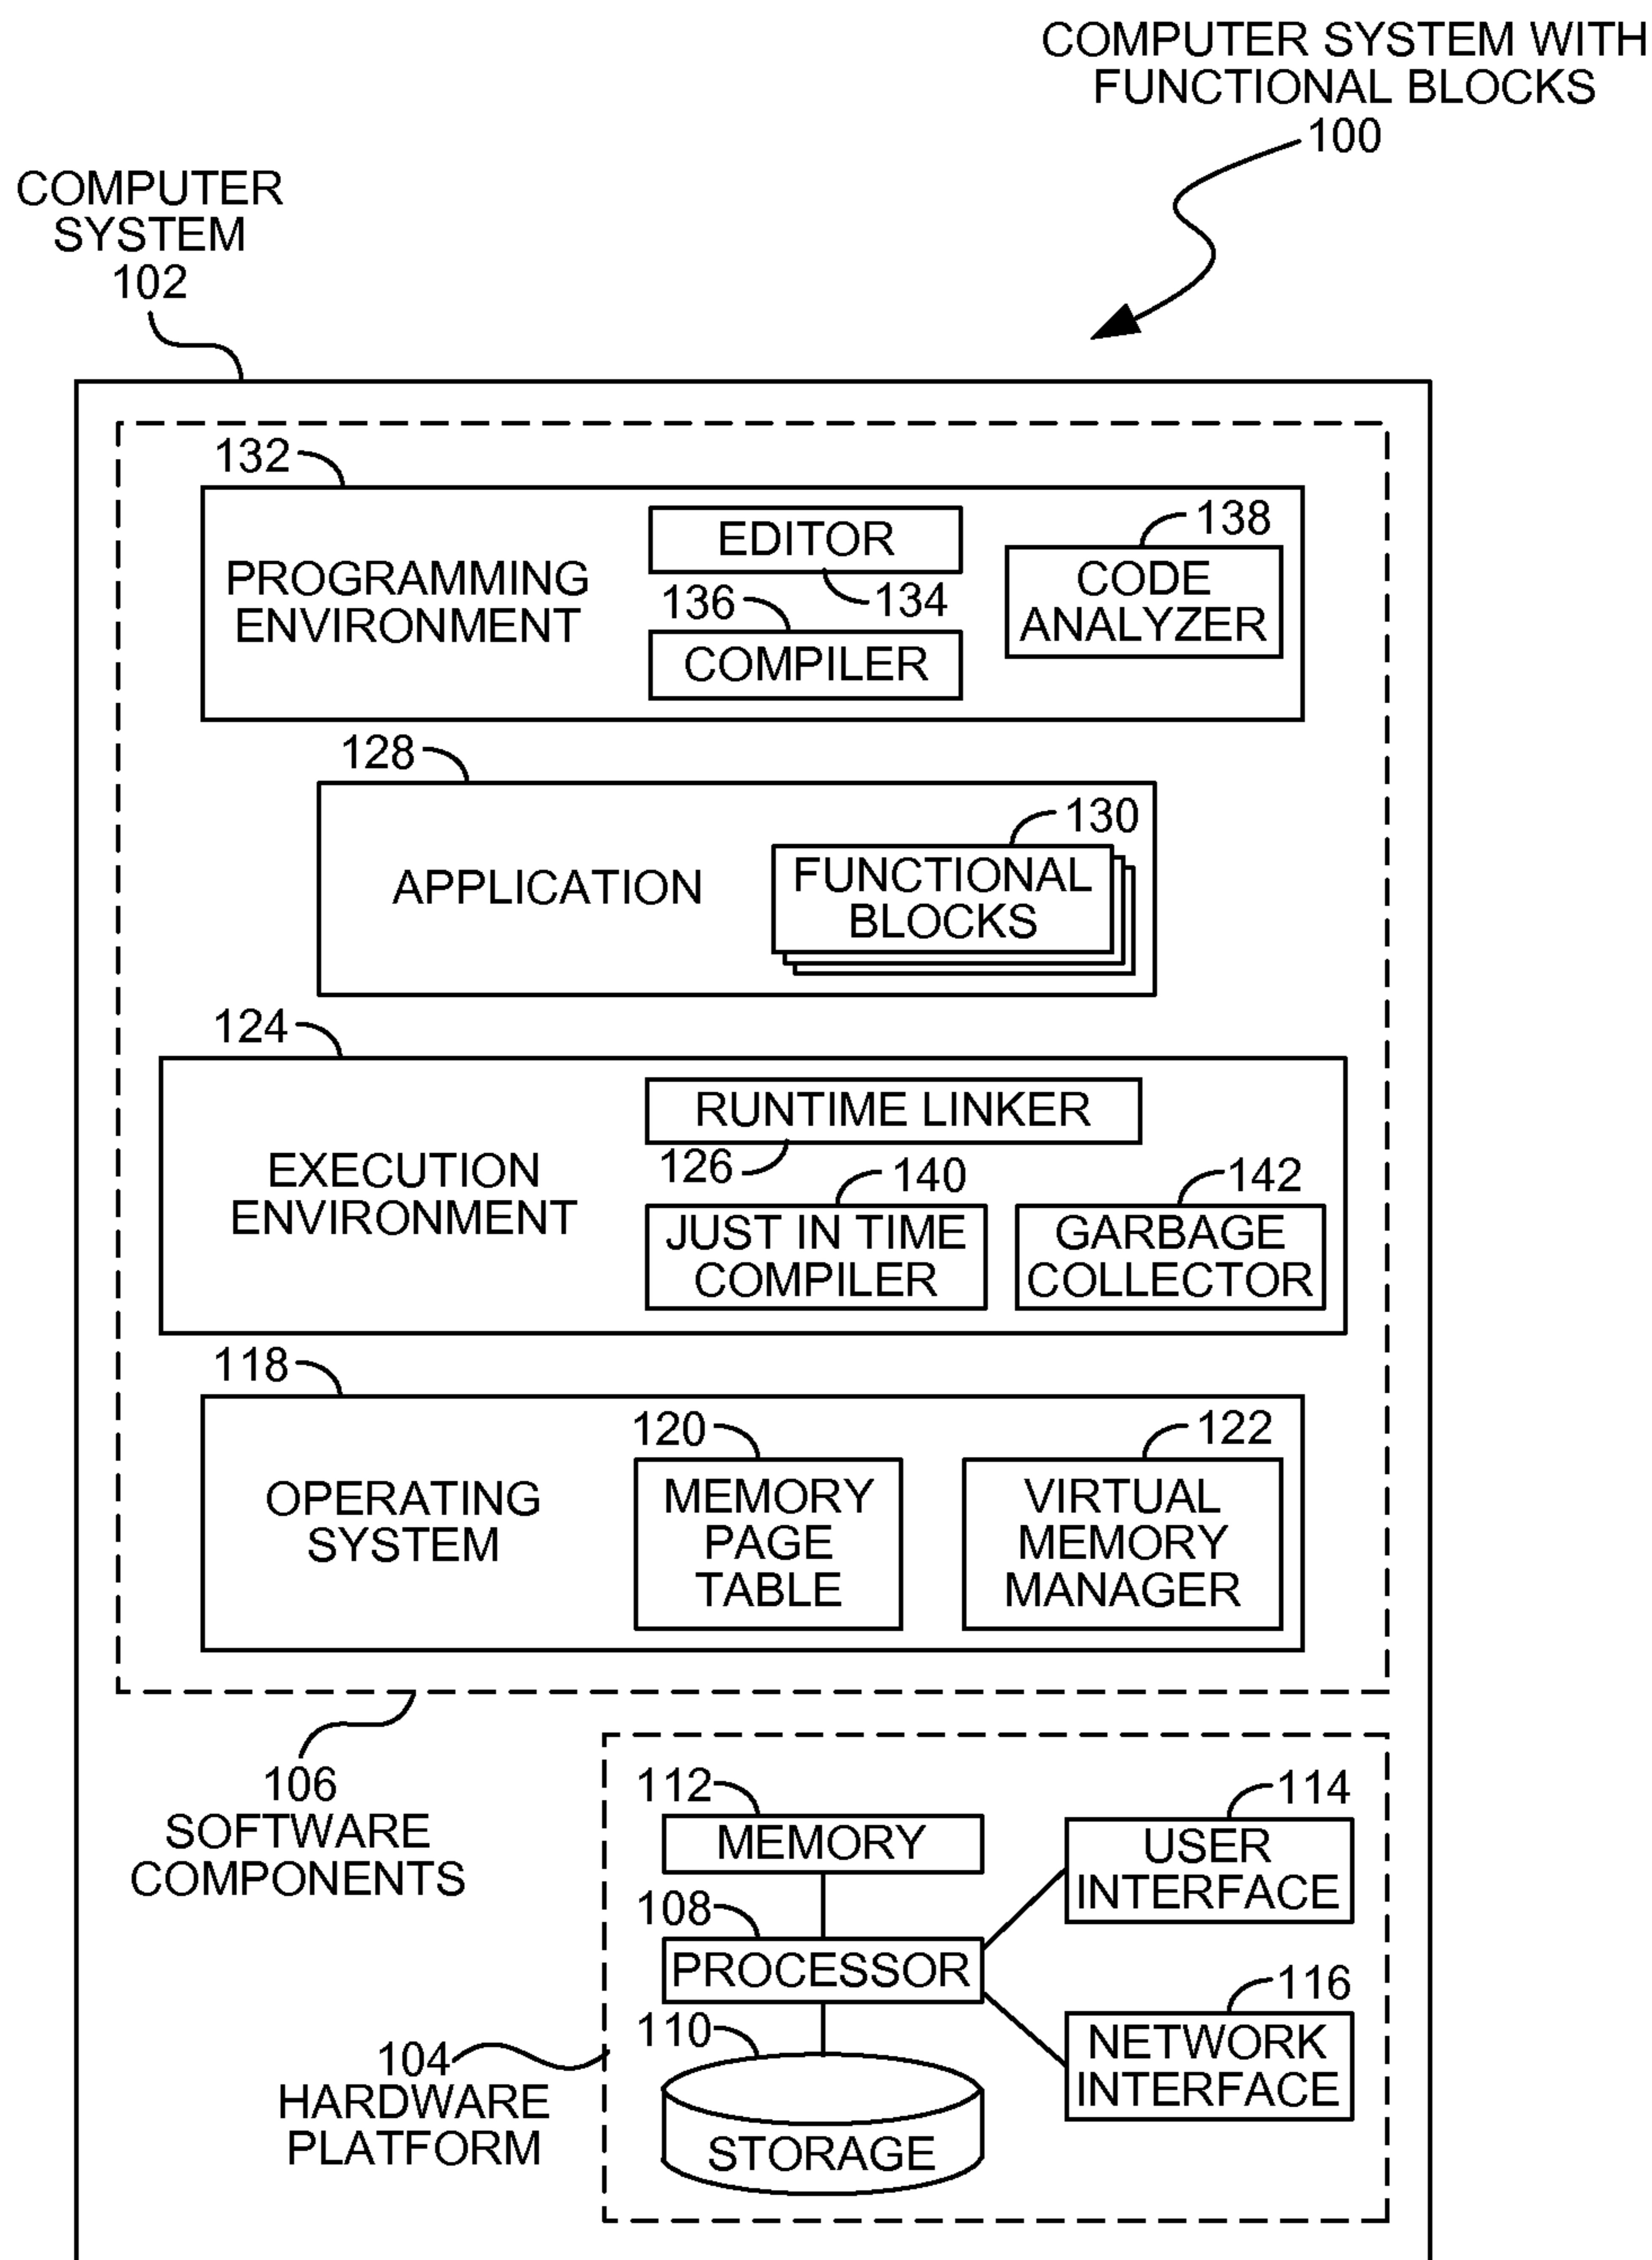 COMPUTER SYSTEM WITH
FUNCTIONAL BLOCKS
100
COMPUTER
SYSTEM
102
132
PROGRAMMING
ENVIRONMENT
EDITOR
134
136
COMPILER
138
CODE
ANALYZER
128
APPLICATION
130
FUNCTIONAL
BLOCKS
124
EXECUTION
ENVIRONMENT
RUNTIME LINKER
126
140
JUST IN TIME
COMPILER
142
GARBAGE
COLLECTOR
118
OPERATING
SYSTEM
120
MEMORY
PAGE
TABLE
122
VIRTUAL
MEMORY
MANAGER
106
SOFTWARE
COMPONENTS
112
MEMORY
114
USER
INTERFACE
108
PROCESSOR
116
NETWORK
INTERFACE
110
STORAGE
104
HARDWARE
PLATFORM